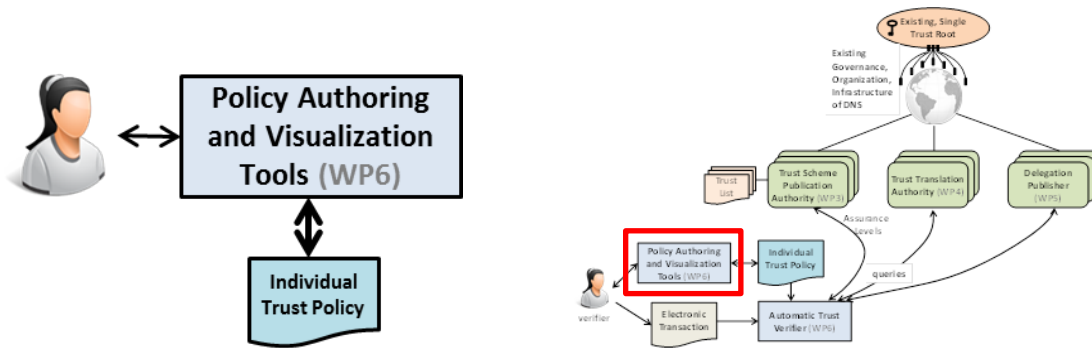 Policy Authoring
and Visualization
Tools (WP6)
Individual
Trust Policy
Existing, Single
Trust Root
Existing
Governance,
Organization,
Infrastructure
of DNS
Trust
List
Trust Scheme
Publication
Authority (WP3)
Trust Translation
Authority (WP4)
Delegation
Publisher
(WP5)
Assurance
Levels
Policy Authoring
and Visualization
Tools (WP6)
Individual
Trust Policy
queries
verifier
Electronic
Transaction
Automatic Trust
Verifier (WP6)